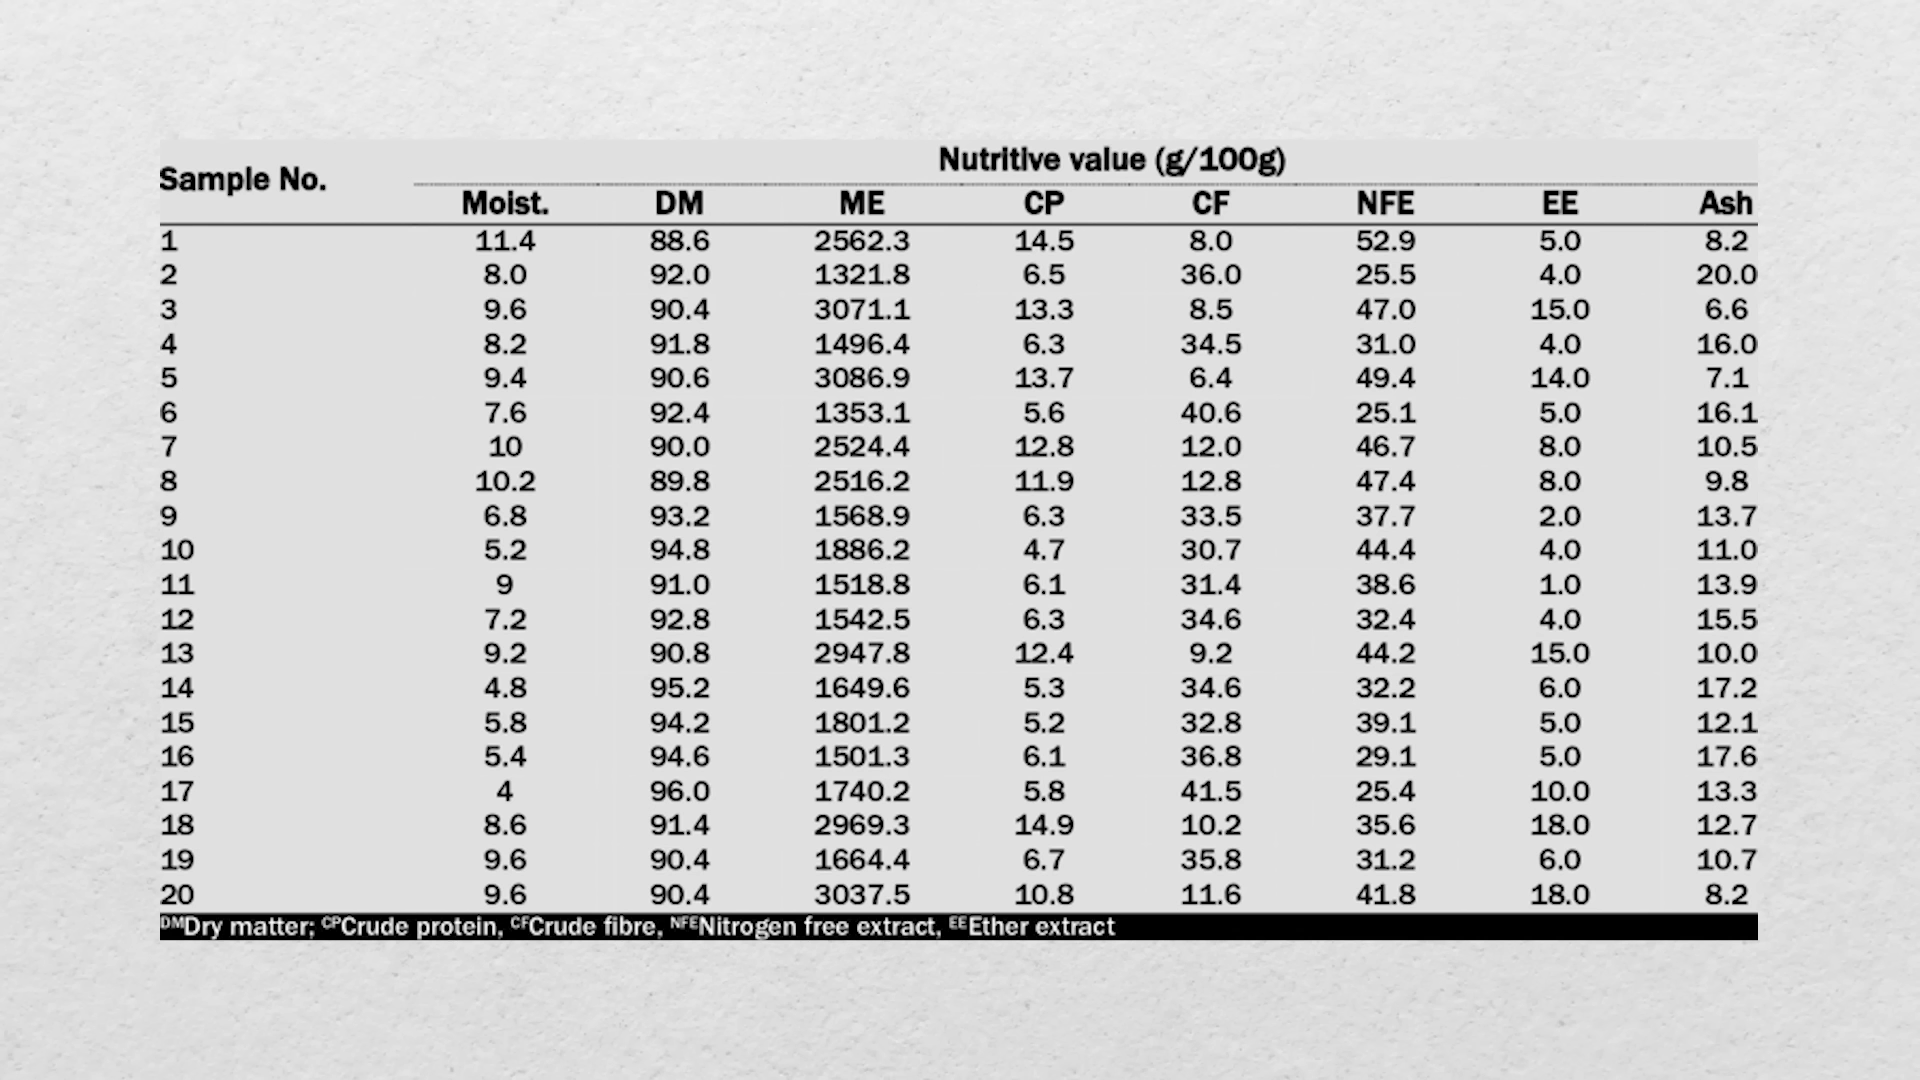 Nutritive value (g/100g)
Sample No.
Moist. DM ME CP CF NFE EE Ash
1 11.4 88.6 2562.3 14.5 8.0 52.9 5.0 8.2
2 8.0 92.0 1321.8 6.5 36.0 25.5 4.0 20.0
3 9.6 90.4 3071.1 13.3 8.5 47.0 15.0 6.6
4 8.2 91.8 1496.4 6.3 34.5 31.0 4.0 16.0
5 9.4 90.6 3086.9 13.7 6.4 49.4 14.0 7.1
6 7.6 92.4 1353.1 5.6 40.6 25.1 5.0 16.1
7 10 90.0 2524.4 12.8 12.0 46.7 8.0 10.5
8 10.2 89.8 2516.2 11.9 12.8 47.4 8.0 9.8
9 6.8 93.2 1568.9 6.3 33.5 37.7 2.0 13.7
10 5.2 94.8 1886.2 4.7 30.7 44.4 4.0 11.0
11 9 91.0 1518.8 6.1 31.4 38.6 1.0 13.9
12 7.2 92.8 1542.5 6.3 34.6 32.4 4.0 15.5
13 9.2 90.8 2947.8 12.4 9.2 44.2 15.0 10.0
14 4.8 95.2 1649.6 5.3 34.6 32.2 6.0 17.2
15 5.8 94.2 1801.2 5.2 32.8 39.1 5.0 12.1
16 5.4 94.6 1501.3 6.1 36.8 29.1 5.0 17.6
17 4 96.0 1740.2 5.8 41.5 25.4 10.0 13.3
18 8.6 91.4 2969.3 14.9 10.2 35.6 18.0 12.7
19 9.6 90.4 1664.4 6.7 35.8 31.2 6.0 10.7
20 9.6 90.4 3037.5 10.8 11.6 41.8 18.0 8.2
DMDry matter; CPCrude protein, CFCrude fibre, NFENitrogen free extract, EEEther extract